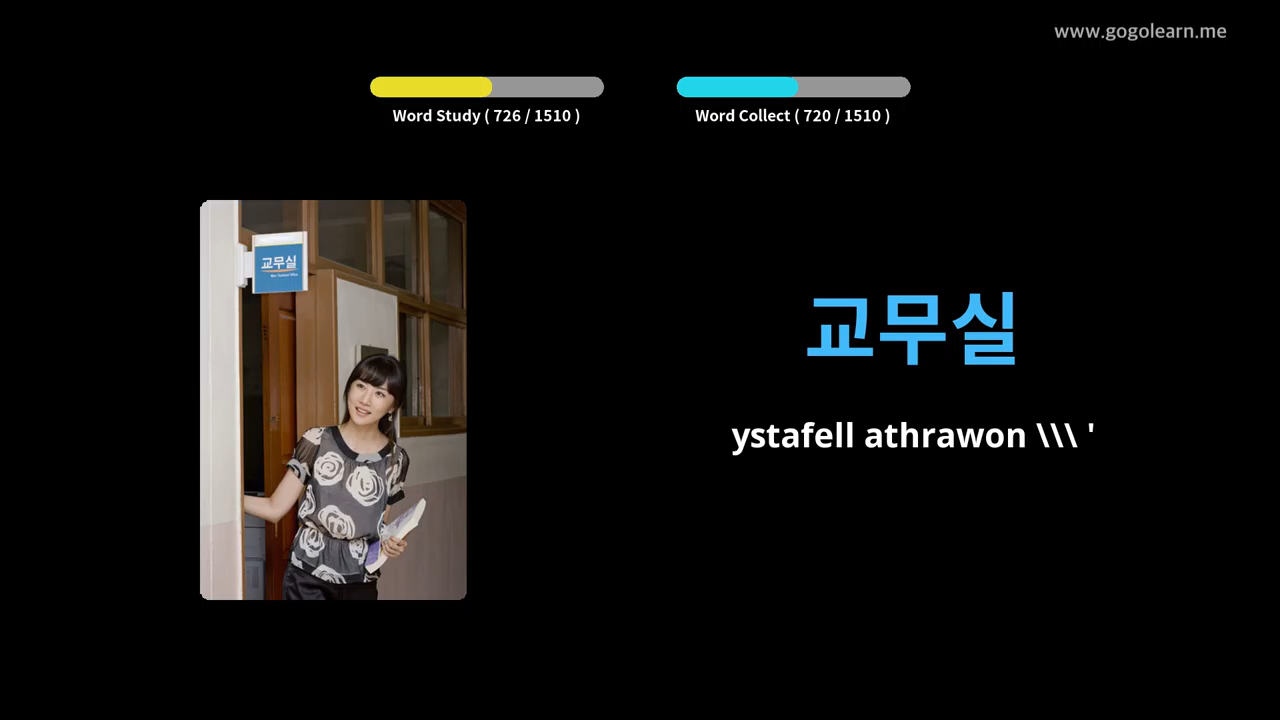 www.gogolearn.me
Word Study ( 726 / 1510 )
Word Collect ( 720 / 1510 )
교무실
교무실
ystafell athrawon \\\ '